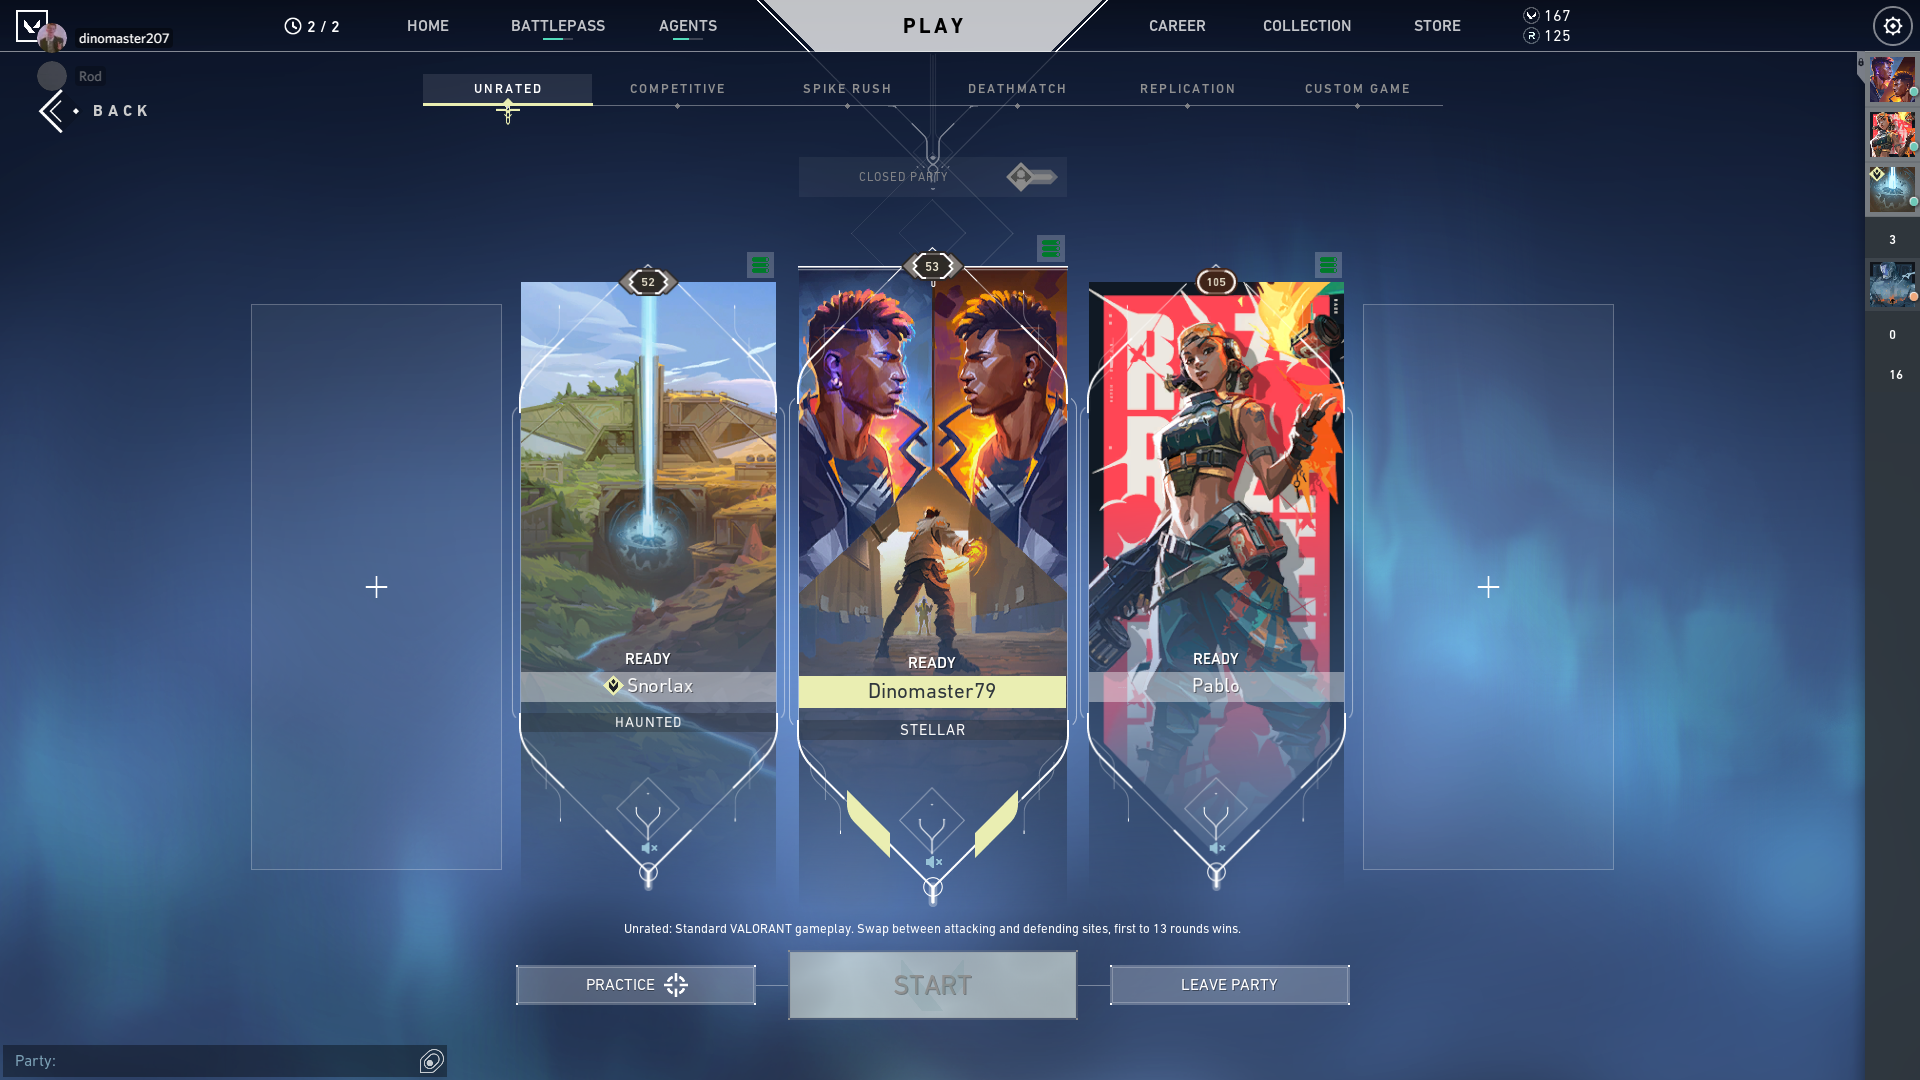 dinomaster207
Rod
2 / 2
HOME
BATTLEPASS
AGENTS
PLAY
CAREER
COLLECTION
STORE
167
125
BACK
UNRATED
COMPETITIVE
SPIKE RUSH
DEATHMATCH
REPLICATION
CUSTOM GAME
CLOSED PARTY
3
0
16
52
53
105
READY
Snorlax
HAUNTED
READY
Dinomaster79
STELLAR
READY
Pablo
Unrated: Standard VALORANT gameplay. Swap between attacking and defending sites, first to 13 rounds wins.
PRACTICE
START
LEAVE PARTY
Party: